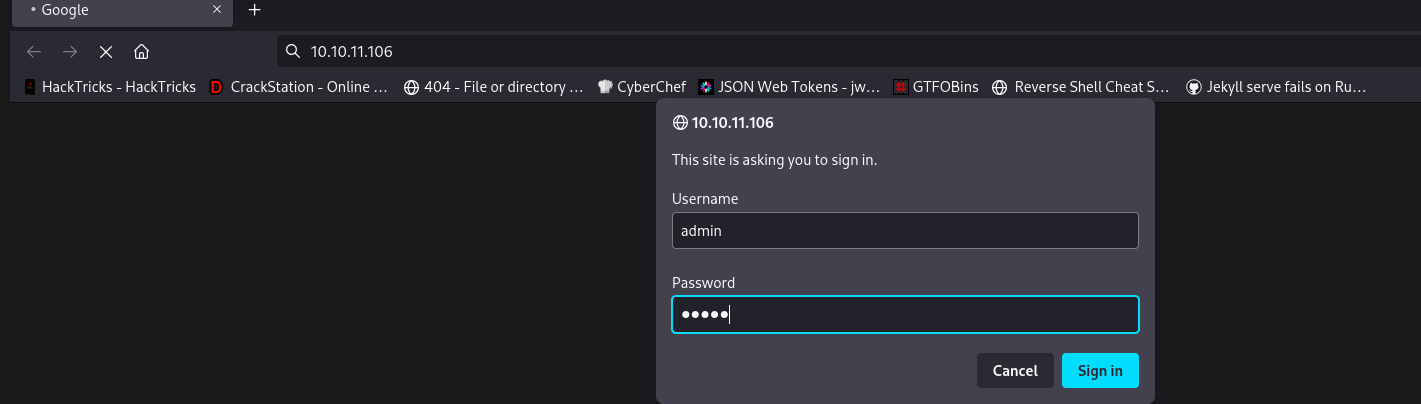 Google
10.10.11.106
HackTricks - HackTricks CrackStation - Online ... 404 - File or directory ... CyberChef JSON Web Tokens - jw... GTFOBins Reverse Shell Cheat S... Jekyll serve fails on Ru...
10.10.11.106
This site is asking you to sign in.
Username
admin
Password
●●●●●
Cancel Sign in